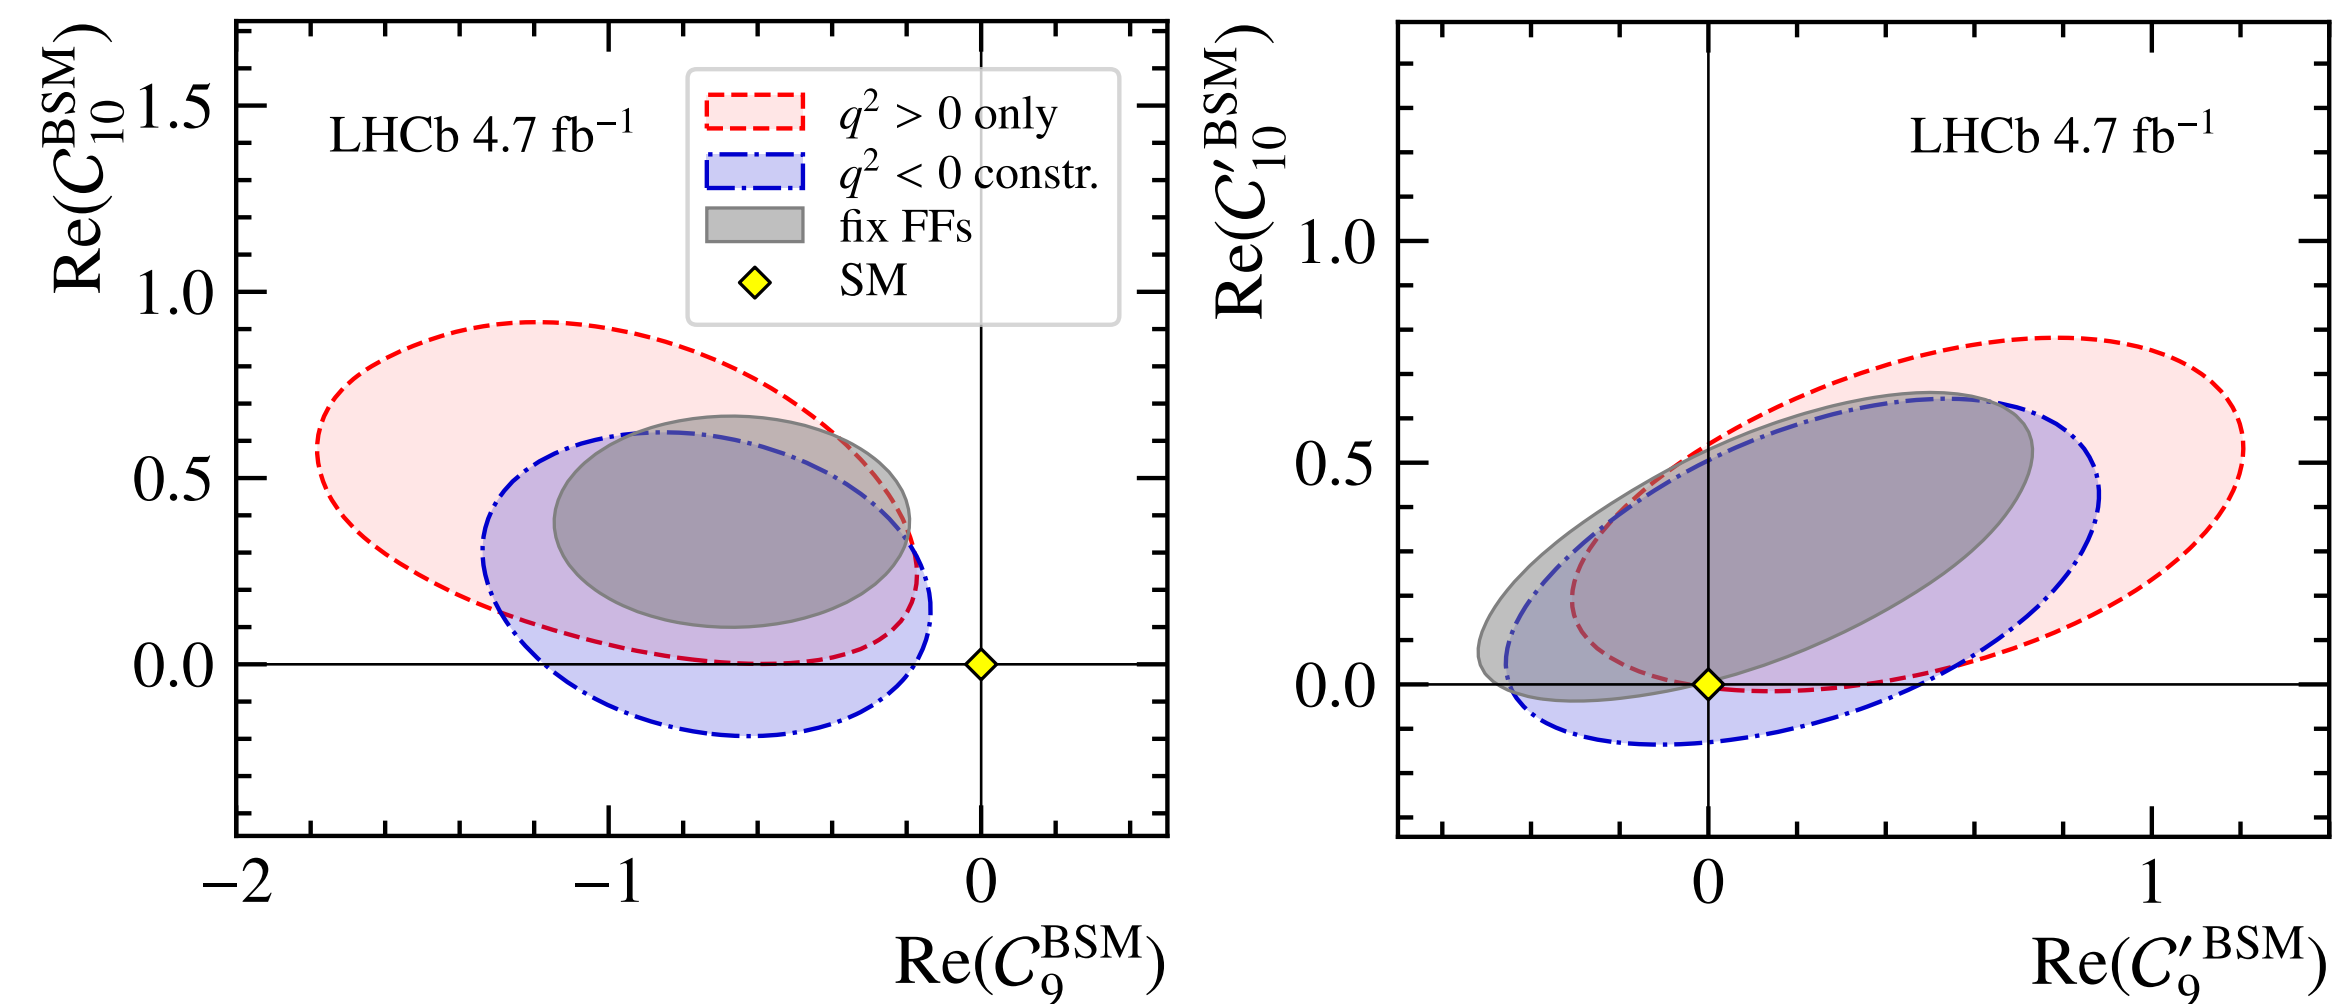 Re(𝒞₁₀ᴮˢᴹ)
1.5
1.0
0.5
0.0
LHCb 4.7 fb⁻¹
q² > 0 only
q² < 0 constr.
fix FFs
SM
−2 −1 0
Re(𝒞₉ᴮˢᴹ)
Re(𝒞′₁₀ᴮˢᴹ)
1.0
0.5
0.0
LHCb 4.7 fb⁻¹
0 1
Re(𝒞′₉ᴮˢᴹ)